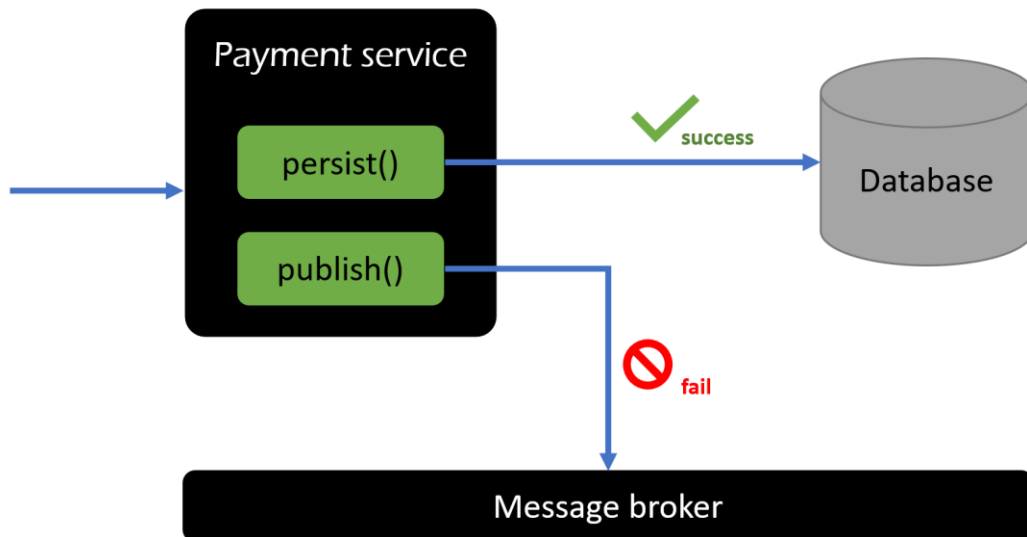 Payment service
persist()
success
Database
publish()
fail
Message broker